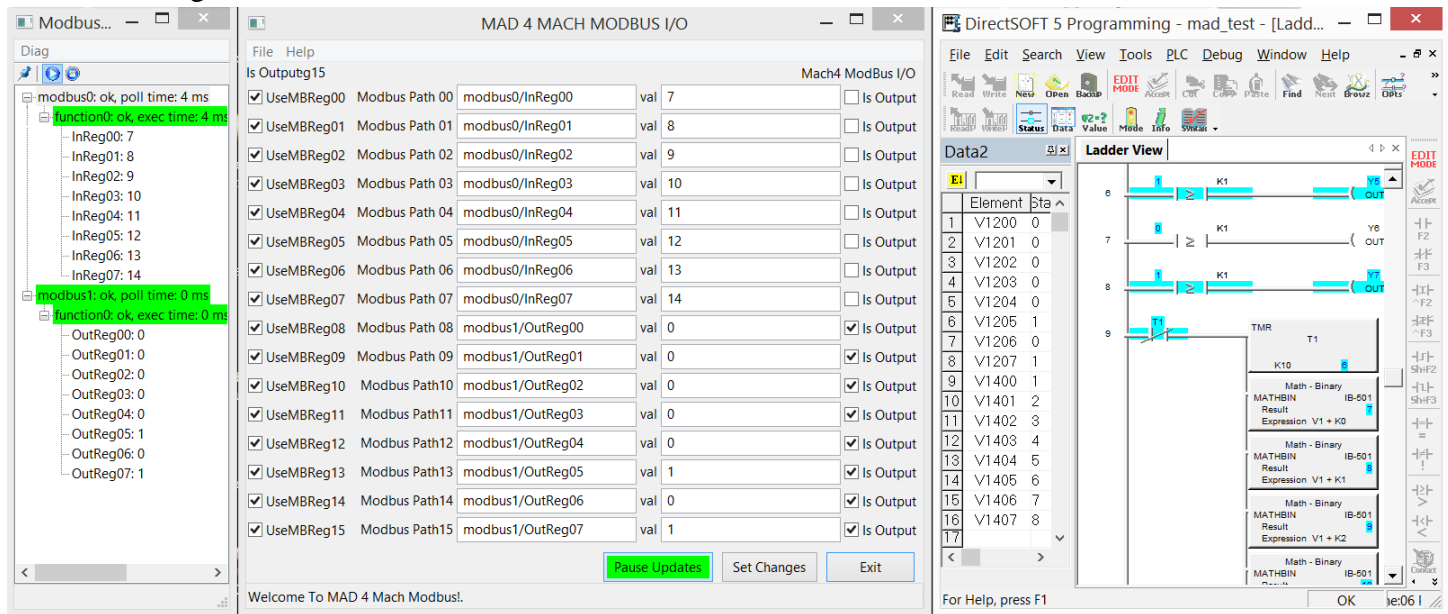 Modbus...
Diag
modbus0: ok, poll time: 4 ms
function0: ok, exec time: 4 ms
InReg00: 7
InReg01: 8
InReg02: 9
InReg03: 10
InReg04: 11
InReg05: 12
InReg06: 13
InReg07: 14
modbus1: ok, poll time: 0 ms
function0: ok, exec time: 0 ms
OutReg00: 0
OutReg01: 0
OutReg02: 0
OutReg03: 0
OutReg04: 0
OutReg05: 1
OutReg06: 0
OutReg07: 1
MAD 4 MACH MODBUS I/O
File Help
Is Outputg15 Mach4 ModBus I/O
UseMBReg00 Modbus Path 00 modbus0/InReg00 val 7 Is Output
UseMBReg01 Modbus Path 01 modbus0/InReg01 val 8 Is Output
UseMBReg02 Modbus Path 02 modbus0/InReg02 val 9 Is Output
UseMBReg03 Modbus Path 03 modbus0/InReg03 val 10 Is Output
UseMBReg04 Modbus Path 04 modbus0/InReg04 val 11 Is Output
UseMBReg05 Modbus Path 05 modbus0/InReg05 val 12 Is Output
UseMBReg06 Modbus Path 06 modbus0/InReg06 val 13 Is Output
UseMBReg07 Modbus Path 07 modbus0/InReg07 val 14 Is Output
UseMBReg08 Modbus Path 08 modbus1/OutReg00 val 0 Is Output
UseMBReg09 Modbus Path 09 modbus1/OutReg01 val 0 Is Output
UseMBReg10 Modbus Path10 modbus1/OutReg02 val 0 Is Output
UseMBReg11 Modbus Path11 modbus1/OutReg03 val 0 Is Output
UseMBReg12 Modbus Path12 modbus1/OutReg04 val 0 Is Output
UseMBReg13 Modbus Path13 modbus1/OutReg05 val 1 Is Output
UseMBReg14 Modbus Path14 modbus1/OutReg06 val 0 Is Output
UseMBReg15 Modbus Path15 modbus1/OutReg07 val 1 Is Output
Pause Updates Set Changes Exit
Welcome To MAD 4 Mach Modbus!.
DirectSOFT 5 Programming - mad_test - [Ladd...
File Edit Search View Tools PLC Debug Window Help
Read Write New Open Backup EDIT MODE Accept Cut Copy Paste Find Next Browz Opts
ReadP WriteP Status Data Value Mode Info Syntax
Data2
Element Sta
1 V1200 0
2 V1201 0
3 V1202 0
4 V1203 0
5 V1204 0
6 V1205 1
7 V1206 0
8 V1207 1
9 V1400 1
10 V1401 2
11 V1402 3
12 V1403 4
13 V1404 5
14 V1405 6
15 V1406 7
16 V1407 8
17
Ladder View
1 K1 Y5
6 ≥ OUT
0 K1 Y6
7 ≥ OUT
1 K1 Y7
8 ≥ OUT
9 T1
TMR
T1
K10 6
Math - Binary
MATHBIN IB-501
Result 7
Expression V1 + K0
Math - Binary
MATHBIN IB-501
Result 8
Expression V1 + K1
Math - Binary
MATHBIN IB-501
Result 9
Expression V1 + K2
Math - Binary
MATHBIN IB-501
EDIT MODE
Accept
F2
F3
^F2
^F3
Sh+F2
Sh+F3
=
!
>
<
Contact
For Help, press F1
OK